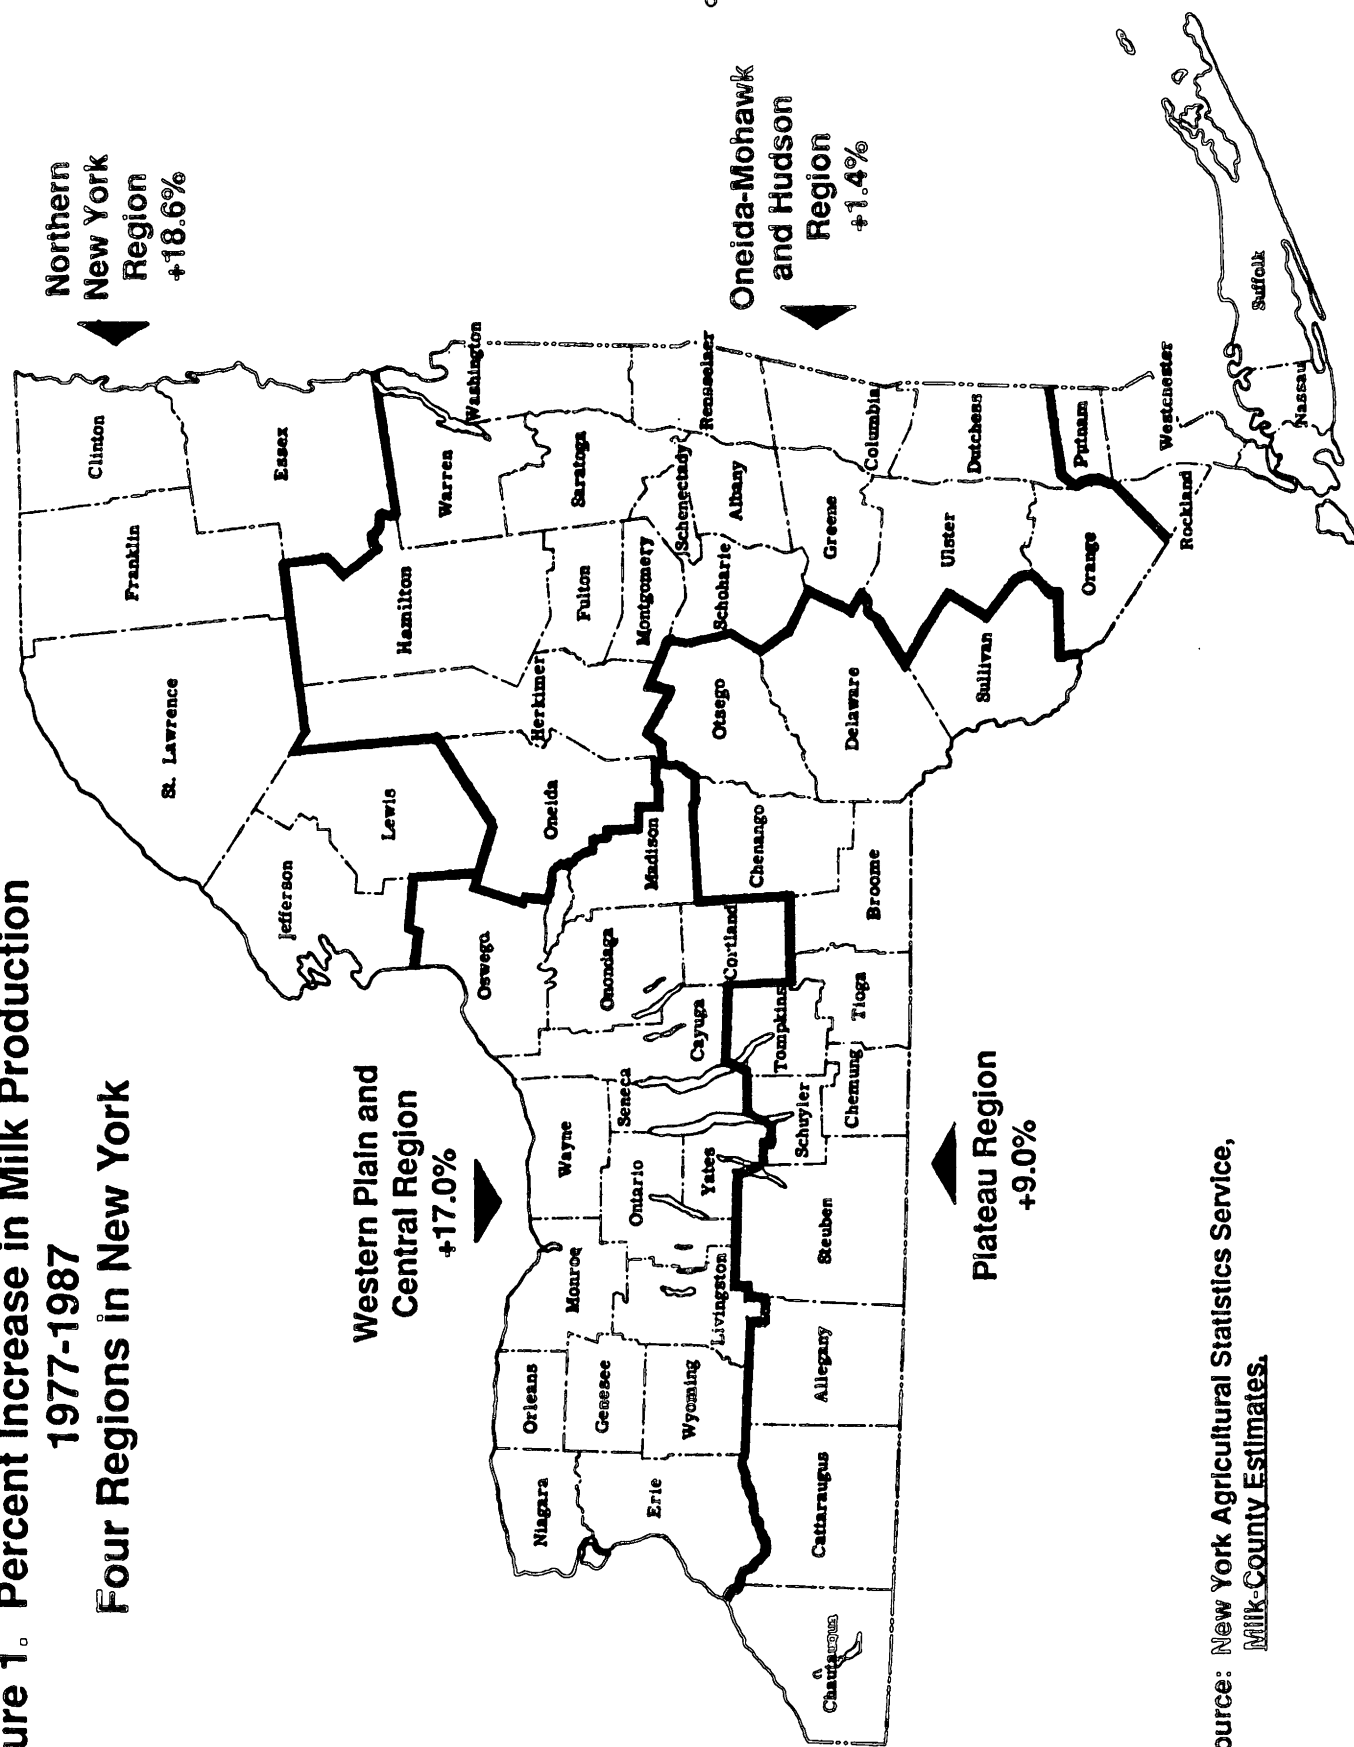 ure 1. Percent Increase in Milk Production
1977-1987
Four Regions in New York
Northern
New York
Region
+18.6%
Western Plain and
Central Region
+17.0%
Oneida-Mohawk
and Hudson
Region
+1.4%
Plateau Region
+9.0%
Clinton
Franklin
St. Lawrence
Essex
Jefferson
Lewis
Hamilton
Warren
Washington
Oswego
Oneida
Herkimer
Fulton
Saratoga
Niagara
Orleans
Monroe
Wayne
Genesee
Onondaga
Madison
Montgomery
Schenectady
Rensselaer
Erie
Wyoming
Livingston
Ontario
Yates
Seneca
Cayuga
Cortland
Chenango
Otsego
Schoharie
Albany
Chautauqua
Cattaraugus
Allegany
Steuben
Schuyler
Tompkins
Chemung
Tioga
Broome
Delaware
Greene
Columbia
Sullivan
Ulster
Dutchess
Orange
Putnam
Rockland
Westchester
Nassau
Suffolk
ource: New York Agricultural Statistics Service,
Milk-County Estimates.